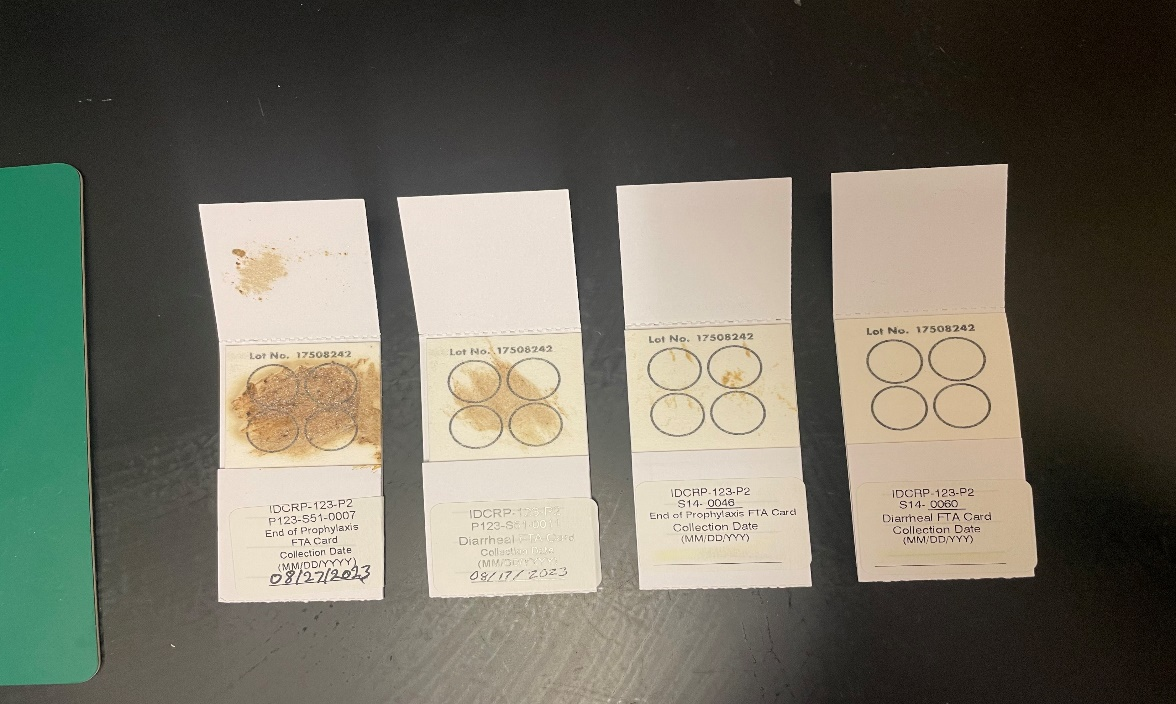 Lot No. 17508242
IDCRP-123-P2
P123-S51-0007
End of Prophylaxis
FTA Card
Collection Date
(MM/DD/YYYY)
08/27/2023
Lot No. 17508242
Diarrheal
Collection
08/17/2023
Lot No. 17508242
IDCRP-123-P2
S14- 0046
End of Prophylaxis FTA Card
Collection Date
(MM/DD/YYY)
Lot No. 17508242
IDCRP-123-P2
S14- 0060
Diarrheal FTA Card
Collection Date
(MM/DD/YYY)